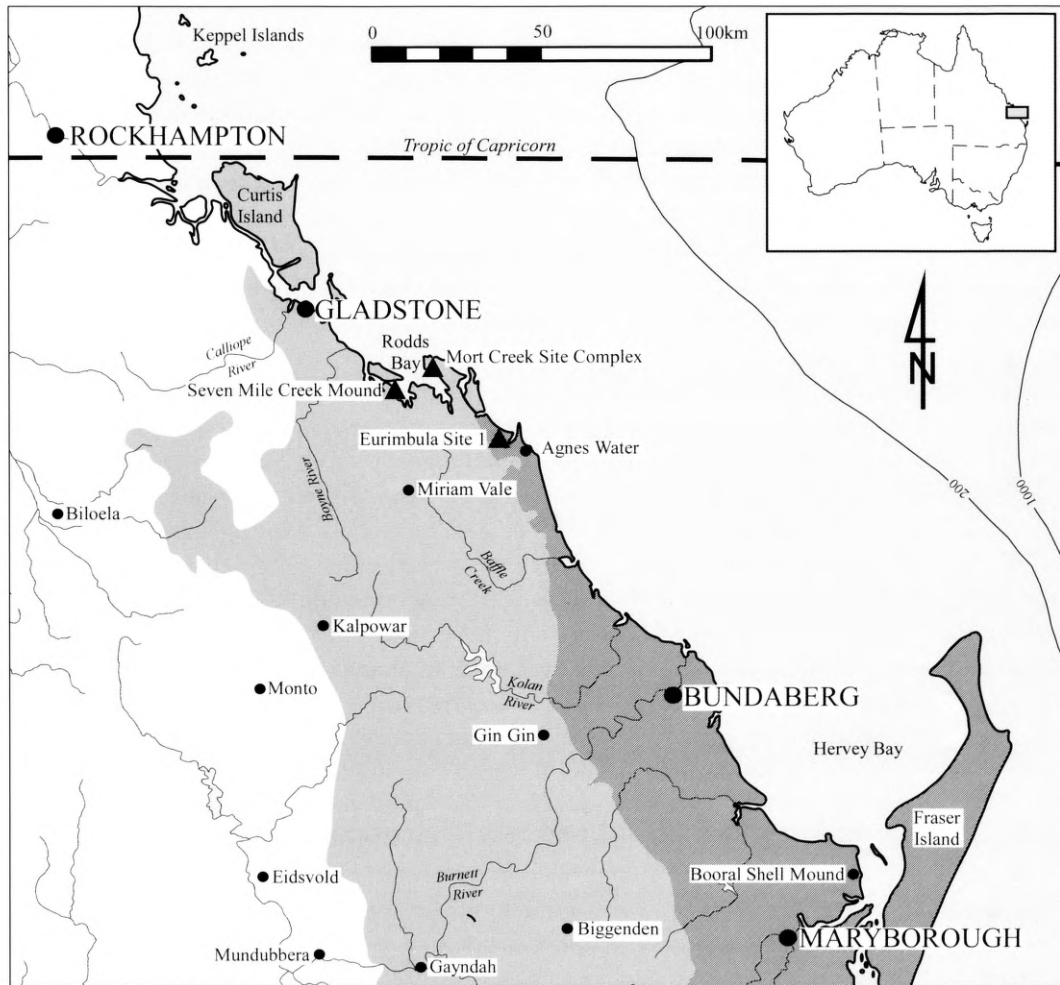 Keppel Islands
0
50
100km
ROCKHAMPTON
Tropic of Capricorn
Curtis
Island
GLADSTONE
N
Calliope
River
Rodds
Bay
Mort Creek Site Complex
Seven Mile Creek Mound
Eurimbula Site 1
Agnes Water
200
1000
Boyne River
Miriam Vale
Biloela
Baffle
Creek
Kalpowar
Monto
Kolan
River
BUNDABERG
Gin Gin
Hervey Bay
Fraser
Island
Eidsvold
Burnett
River
Booral Shell Mound
Biggenden
MARYBOROUGH
Mundubbera
Gayndah